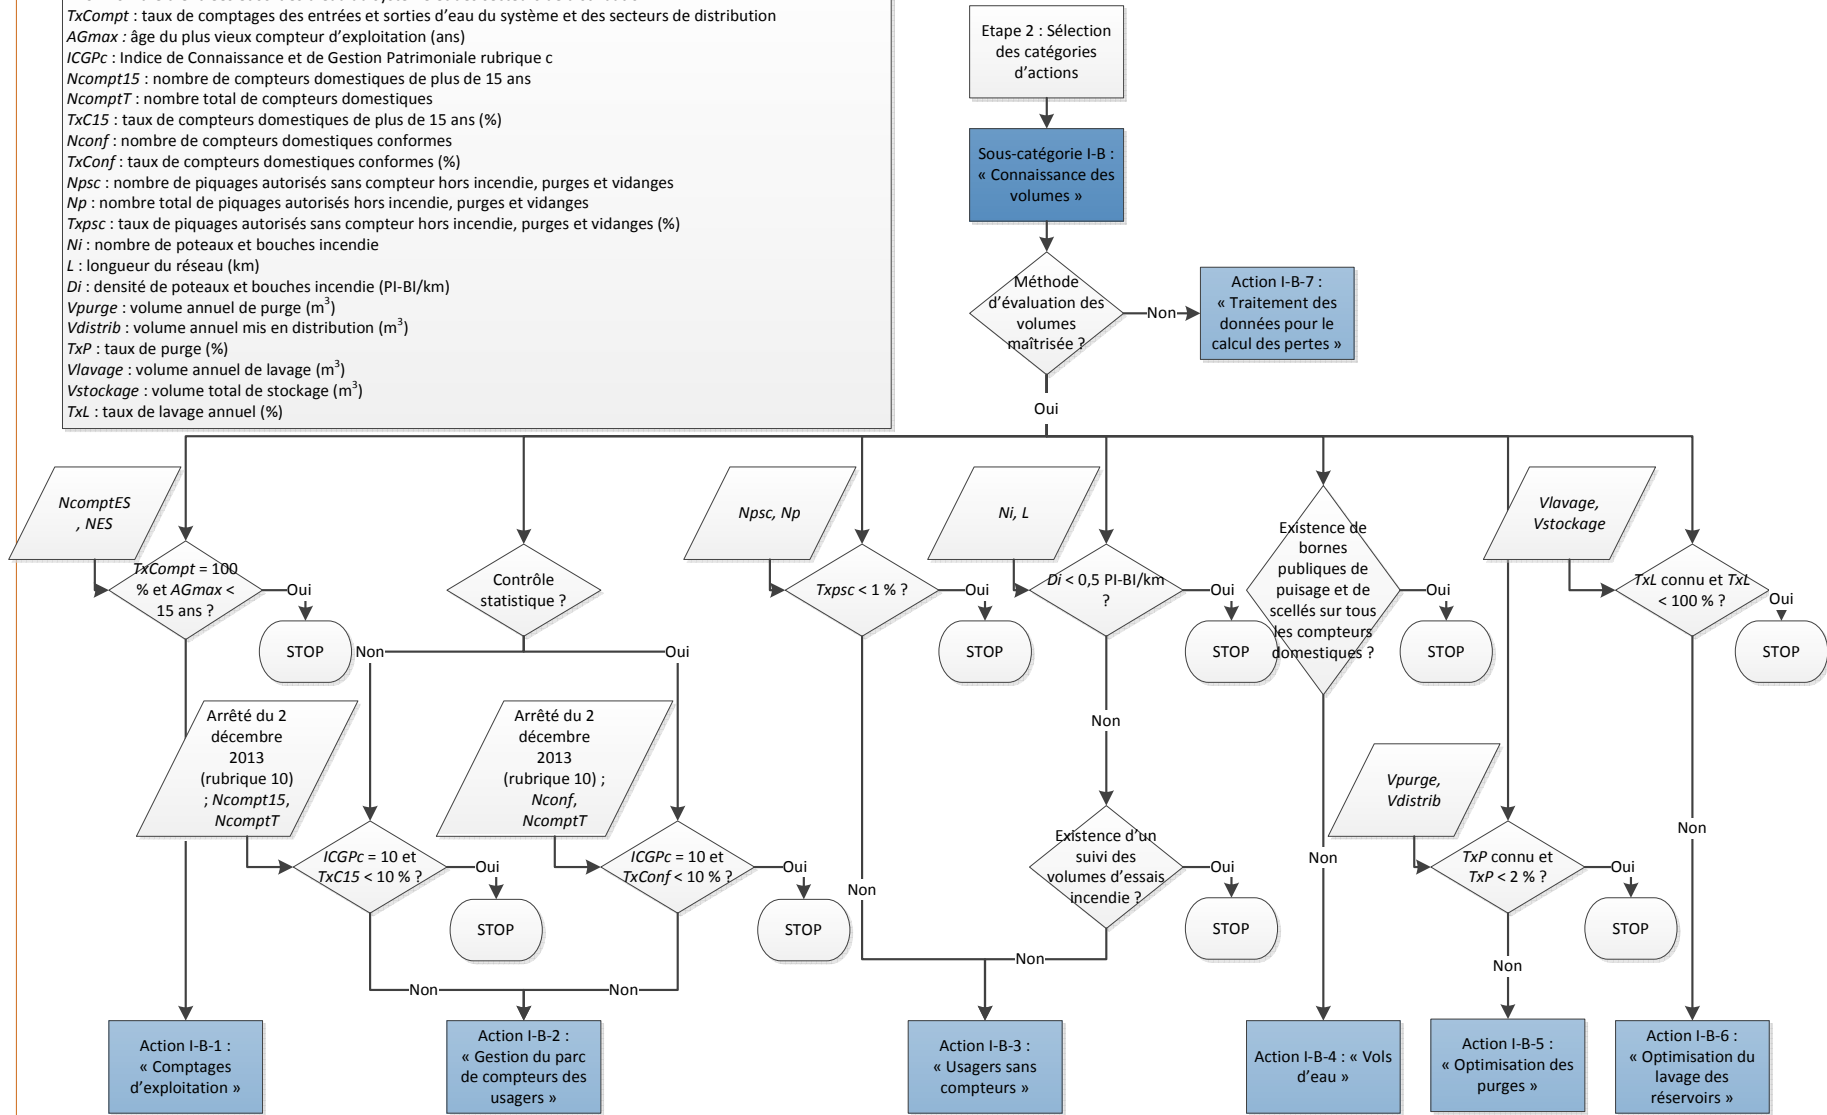 TxCompt : taux de comptages des entrées et sorties d'eau du système et des secteurs de distribution
AGmax : âge du plus vieux compteur d'exploitation (ans)
ICGPc : Indice de Connaissance et de Gestion Patrimoniale rubrique c
Ncompt15 : nombre de compteurs domestiques de plus de 15 ans
NcomptT : nombre total de compteurs domestiques
TxC15 : taux de compteurs domestiques de plus de 15 ans (%)
Nconf : nombre de compteurs domestiques conformes
TxConf : taux de compteurs domestiques conformes (%)
Npsc : nombre de piquages autorisés sans compteur hors incendie, purges et vidanges
Np : nombre total de piquages autorisés hors incendie, purges et vidanges
Txpsc : taux de piquages autorisés sans compteur hors incendie, purges et vidanges (%)
Ni : nombre de poteaux et bouches incendie
L : longueur du réseau (km)
Di : densité de poteaux et bouches incendie (PI-BI/km)
Vpurge : volume annuel de purge (m³)
Vdistrib : volume annuel mis en distribution (m³)
TxP : taux de purge (%)
Vlavage : volume annuel de lavage (m³)
Vstockage : volume total de stockage (m³)
TxL : taux de lavage annuel (%)
Etape 2 : Sélection
des catégories
d'actions
Sous-catégorie I-B :
« Connaissance des
volumes »
Méthode
d'évaluation des
volumes
maîtrisée ?
Non
Action I-B-7 :
« Traitement des
données pour le
calcul des pertes »
Oui
NcomptES
, NES
TxCompt = 100
% et AGmax <
15 ans ?
Oui
STOP
Contrôle
statistique ?
Non
Oui
Arrêté du 2
décembre
2013
(rubrique 10)
; Ncompt15,
NcomptT
ICGPc = 10 et
TxC15 < 10 % ?
Oui
STOP
Arrêté du 2
décembre
2013
(rubrique 10) ;
Nconf,
NcomptT
ICGPc = 10 et
TxConf < 10 % ?
Oui
STOP
Non
Non
Npsc, Np
Txpsc < 1 % ?
Oui
STOP
Non
Ni, L
Di < 0,5 PI-BI/km
?
Oui
STOP
Non
Existence d'un
suivi des
volumes d'essais
incendie ?
Oui
STOP
Non
Existence de
bornes
publiques de
puisage et de
scellés sur tous
les compteurs
domestiques ?
Oui
STOP
Non
Vpurge,
Vdistrib
TxP connu et
TxP < 2 % ?
Oui
STOP
Non
Vlavage,
Vstockage
TxL connu et TxL
< 100 % ?
Oui
STOP
Non
Action I-B-1 :
« Comptages
d'exploitation »
Action I-B-2 :
« Gestion du parc
de compteurs des
usagers »
Action I-B-3 :
« Usagers sans
compteurs »
Action I-B-4 : « Vols
d'eau »
Action I-B-5 :
« Optimisation des
purges »
Action I-B-6 :
« Optimisation du
lavage des
réservoirs »